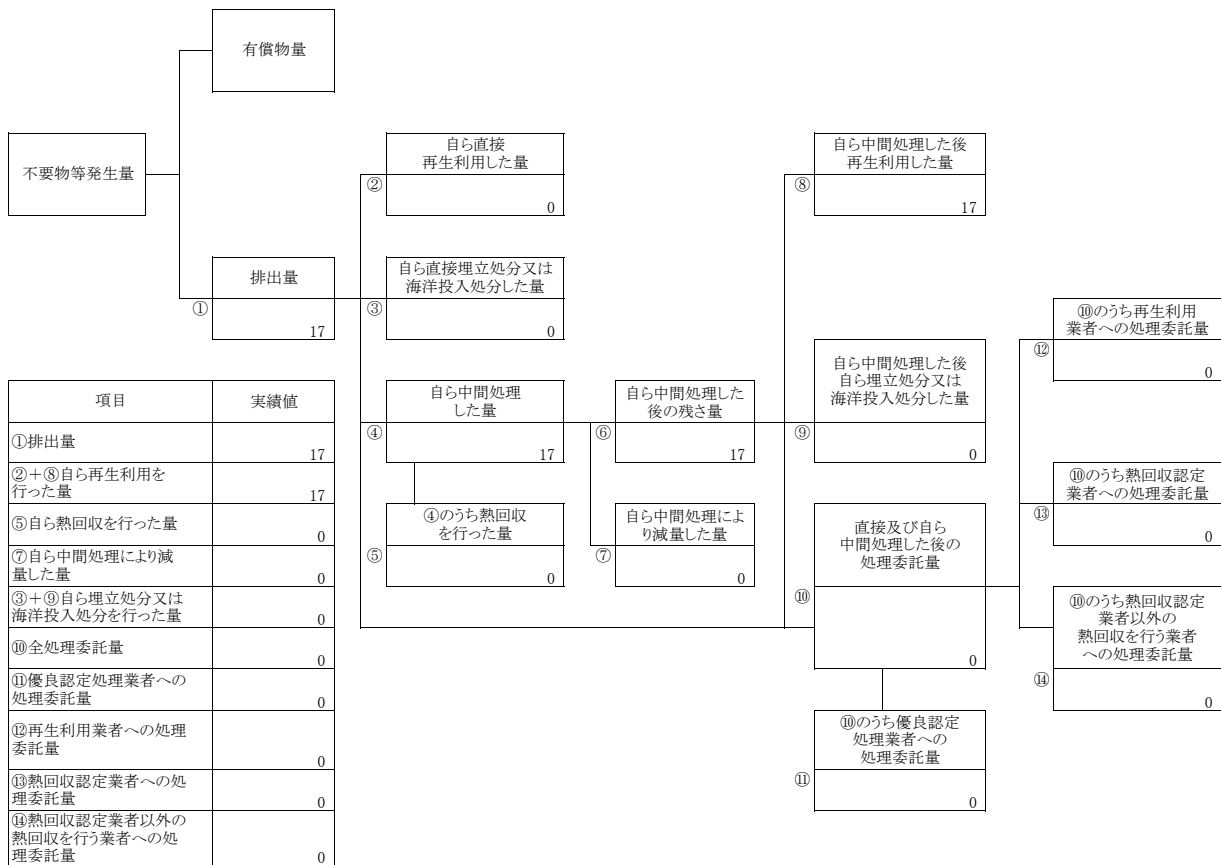 有償物量
不要物等発生量
自ら直接
再生利用した量
②
0
自ら中間処理した後
再生利用した量
⑧
17
排出量
①
17
自ら直接埋立処分又は
海洋投入処分した量
③
0
⑩のうち再生利用
業者への処理委託量
⑫
0
自ら中間処理
した量
④
17
自ら中間処理した
後の残さ量
⑥
17
自ら中間処理した後
自ら埋立処分又は
海洋投入処分した量
⑨
0
⑩のうち熱回収認定
業者への処理委託量
⑬
0
④のうち熱回収
を行った量
⑤
0
自ら中間処理によ
り減量した量
⑦
0
直接及び自ら
中間処理した後の
処理委託量
⑩
0
⑩のうち熱回収認定
業者以外の
熱回収を行う業者
への処理委託量
⑭
0
⑩のうち優良認定
処理業者への
処理委託量
⑪
0
項目 実績値
①排出量 17
②+⑧自ら再生利用を
行った量 17
⑤自ら熱回収を行った量 0
⑦自ら中間処理により減
量した量 0
③+⑨自ら埋立処分又は
海洋投入処分を行った量 0
⑩全処理委託量 0
⑪優良認定処理業者への
処理委託量 0
⑫再生利用業者への処理
委託量 0
⑬熱回収認定業者への処
理委託量 0
⑭熱回収認定業者以外の
熱回収を行う業者への処
理委託量 0